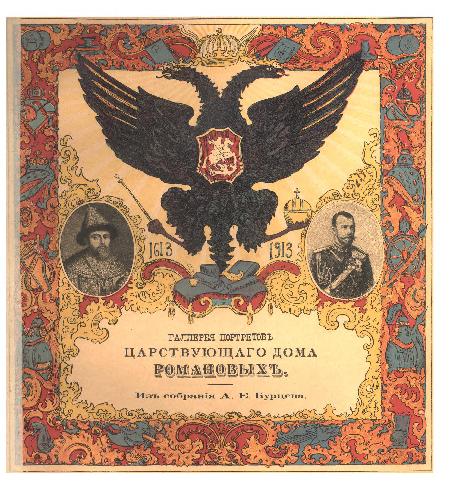 1613 1913
ГАЛЛЕРЕЯ ПОРТРЕТОВЪ
ЦАРСТВУЮЩАГО ДОМА
РОМАНОВЫХЪ.
Изъ собранія А. Е. Бурцева.